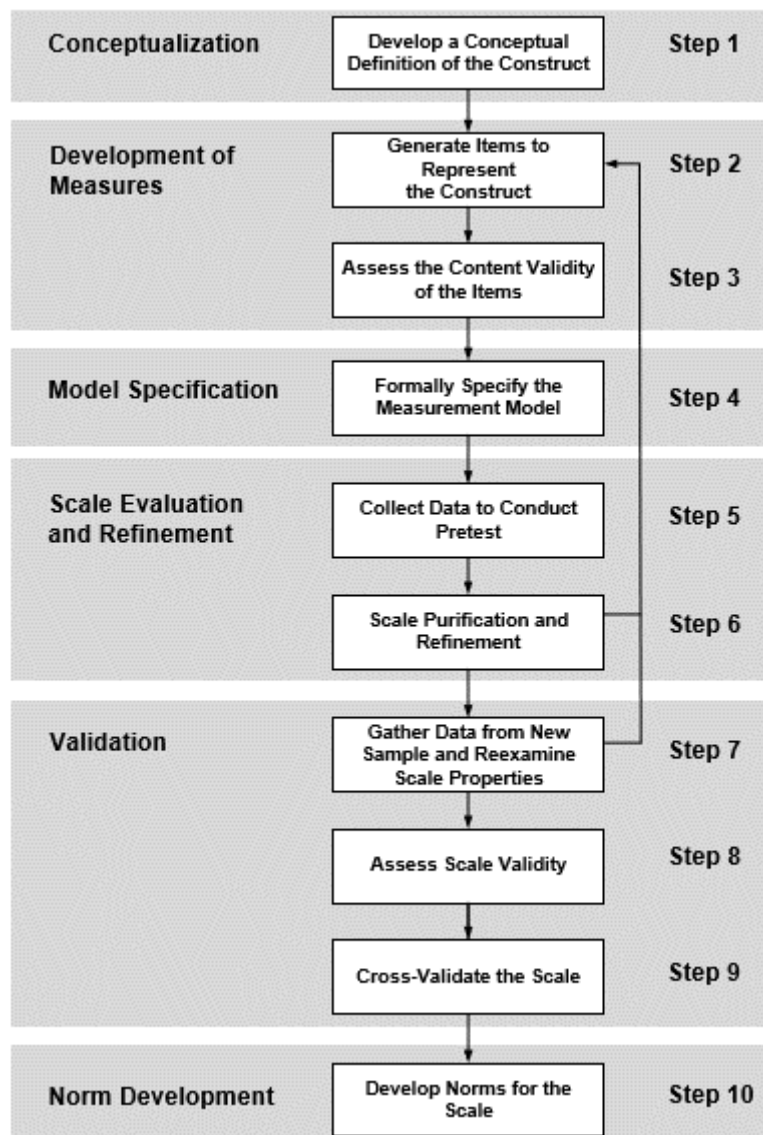 Conceptualization
Develop a Conceptual
Definition of the Construct
Step 1
Development of
Measures
Generate Items to
Represent
the Construct
Step 2
Assess the Content Validity
of the Items
Step 3
Model Specification
Formally Specify the
Measurement Model
Step 4
Scale Evaluation
and Refinement
Collect Data to Conduct
Pretest
Step 5
Scale Purification and
Refinement
Step 6
Validation
Gather Data from New
Sample and Reexamine
Scale Properties
Step 7
Assess Scale Validity
Step 8
Cross-Validate the Scale
Step 9
Norm Development
Develop Norms for the
Scale
Step 10